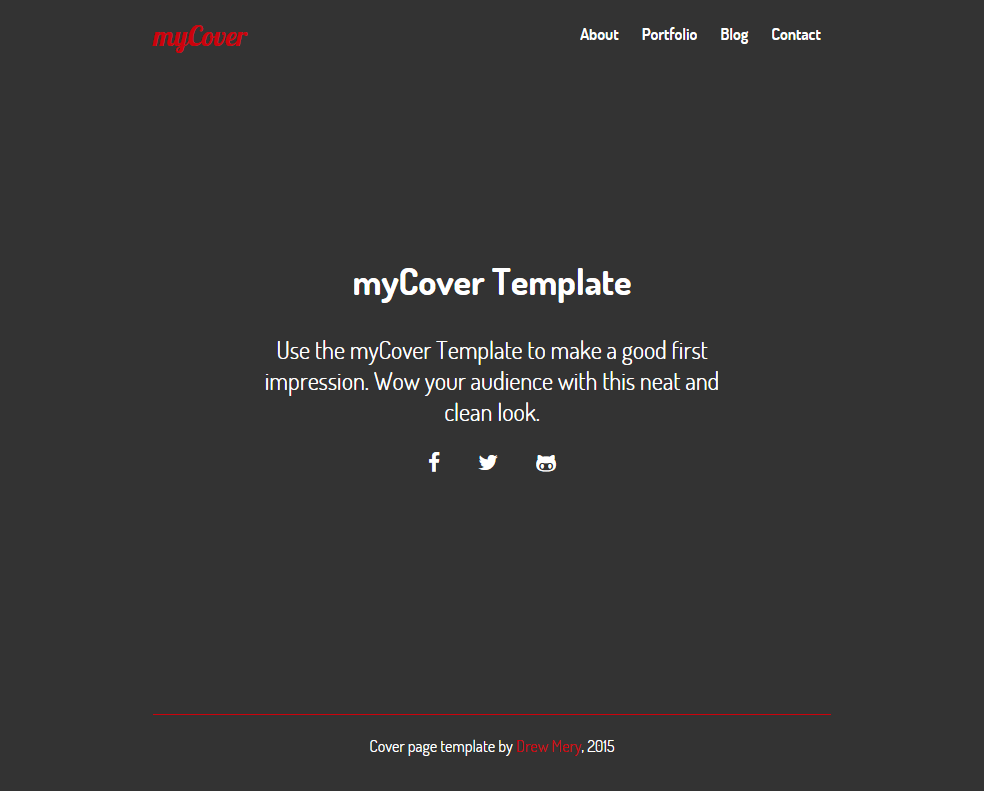 myCover
About Portfolio Blog Contact
myCover Template
Use the myCover Template to make a good first
impression. Wow your audience with this neat and
clean look.
Cover page template by Drew Mery, 2015